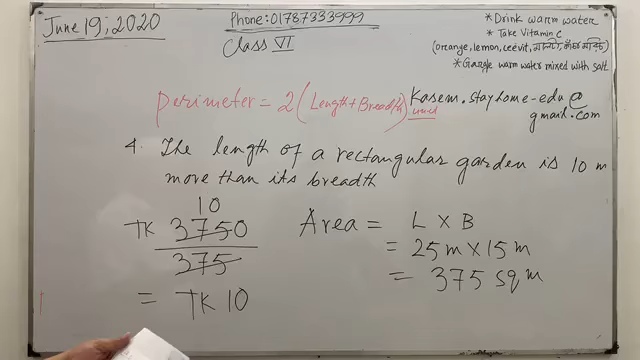 June 19, 2020
Phone: 01787333999
Class VI
* Drink warm water
* Take Vitamin C
(orange, lemon, ceevit,
* Gargle warm water mixed with salt
Perimeter = 2 (Length + Breadth) unit
Kasem.stayhome-edu@
gmail.com
4. The length of a rectangular garden is 10 m
more than its breadth
10
TK 3750
375
= TK 10
Area = L X B
= 25 m X 15 m
= 375 sq m